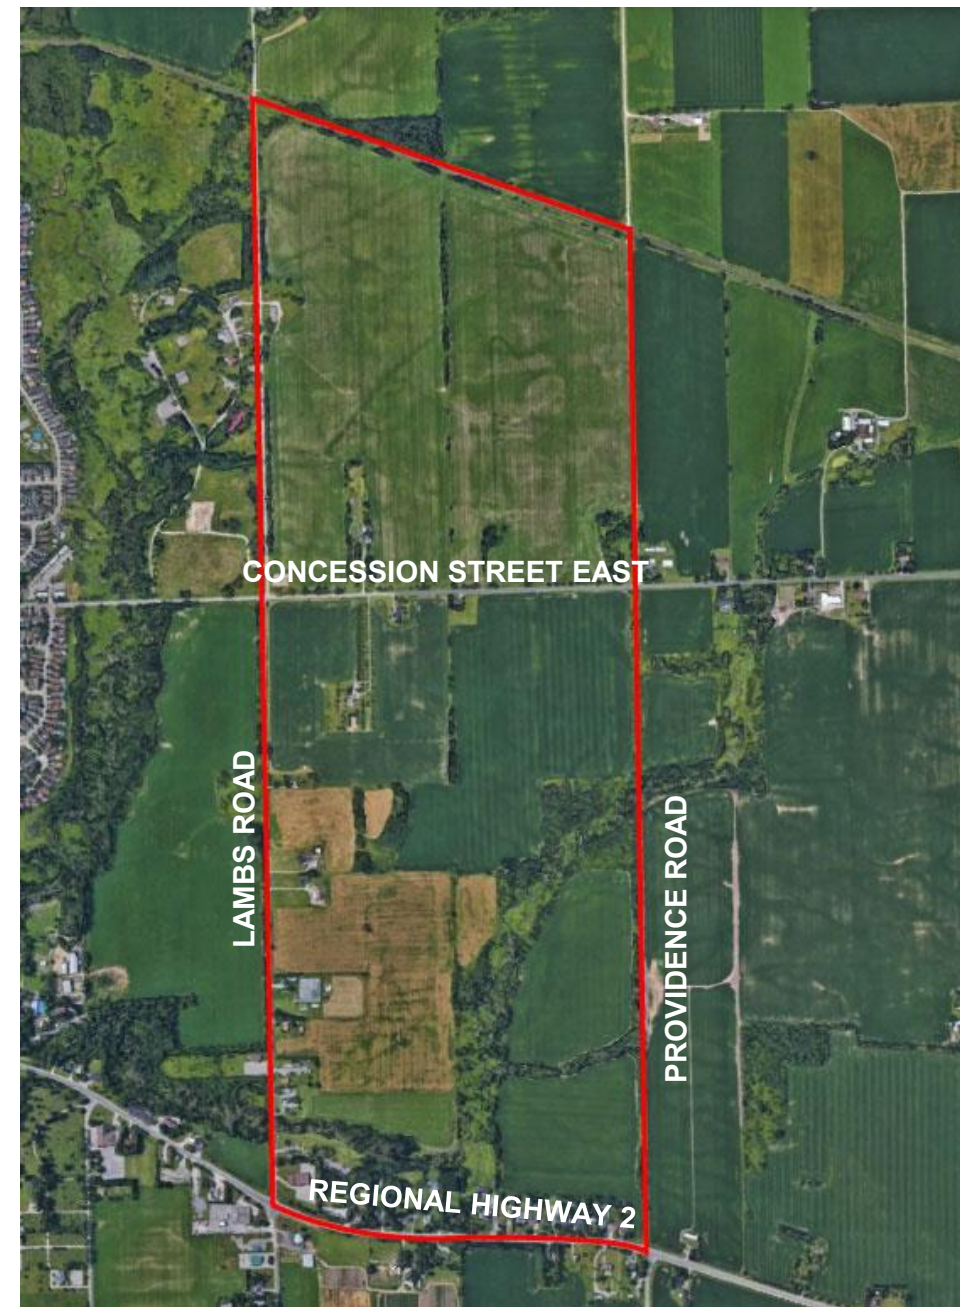 CONCESSION STREET EAST
LAMBS ROAD
PROVIDENCE ROAD
REGIONAL HIGHWAY 2